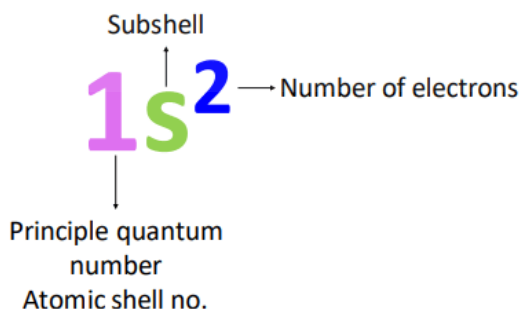 Subshell
1s²
Number of electrons
Principle quantum
number
Atomic shell no.